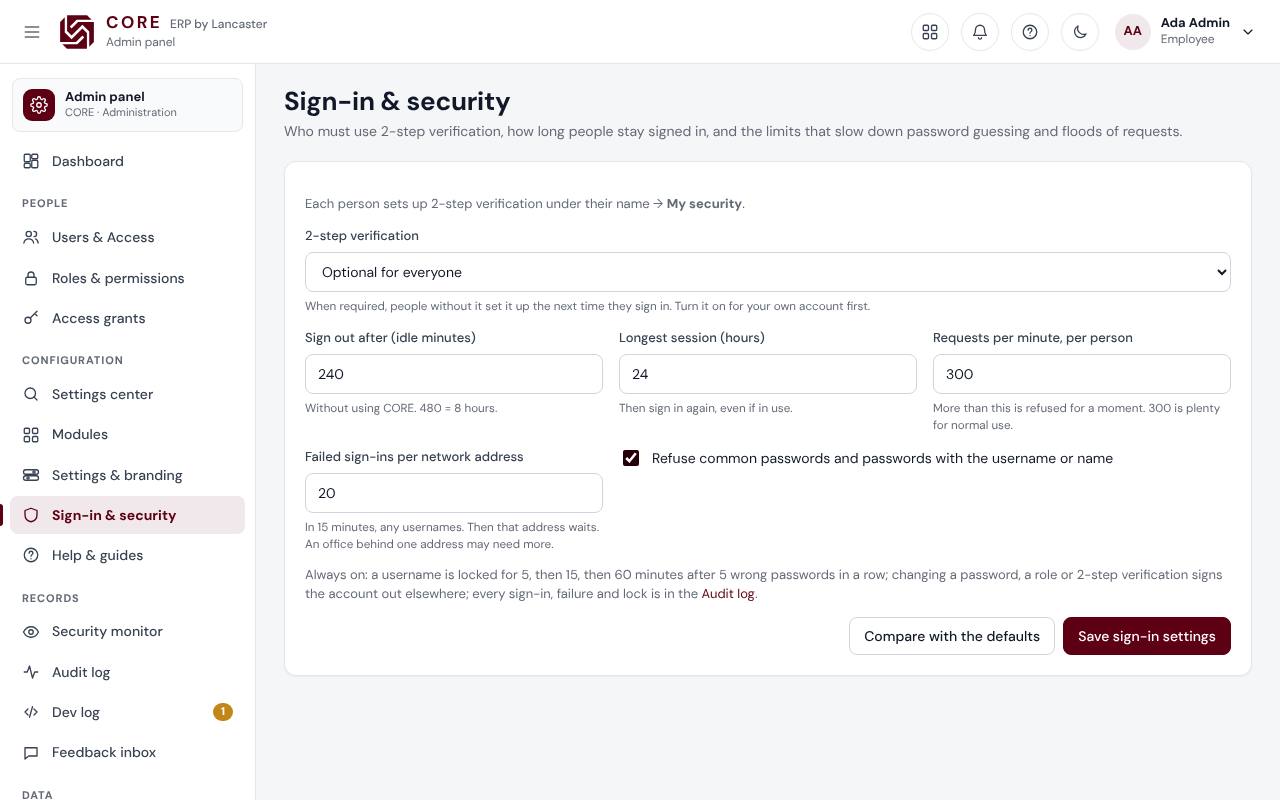 CORE ERP by Lancaster
Admin panel
AA
Ada Admin
Employee
Admin panel
CORE · Administration
Dashboard
PEOPLE
Users & Access
Roles & permissions
Access grants
CONFIGURATION
Settings center
Modules
Settings & branding
Sign-in & security
Help & guides
RECORDS
Security monitor
Audit log
Dev log 1
Feedback inbox
DATA
Sign-in & security
Who must use 2-step verification, how long people stay signed in, and the limits that slow down password guessing and floods of requests.
Each person sets up 2-step verification under their name → My security.
2-step verification
Optional for everyone
When required, people without it set it up the next time they sign in. Turn it on for your own account first.
Sign out after (idle minutes)
240
Without using CORE. 480 = 8 hours.
Longest session (hours)
24
Then sign in again, even if in use.
Requests per minute, per person
300
More than this is refused for a moment. 300 is plenty
for normal use.
Failed sign-ins per network address
20
In 15 minutes, any usernames. Then that address waits.
An office behind one address may need more.
Refuse common passwords and passwords with the username or name
Always on: a username is locked for 5, then 15, then 60 minutes after 5 wrong passwords in a row; changing a password, a role or 2-step verification signs
the account out elsewhere; every sign-in, failure and lock is in the Audit log.
Compare with the defaults
Save sign-in settings